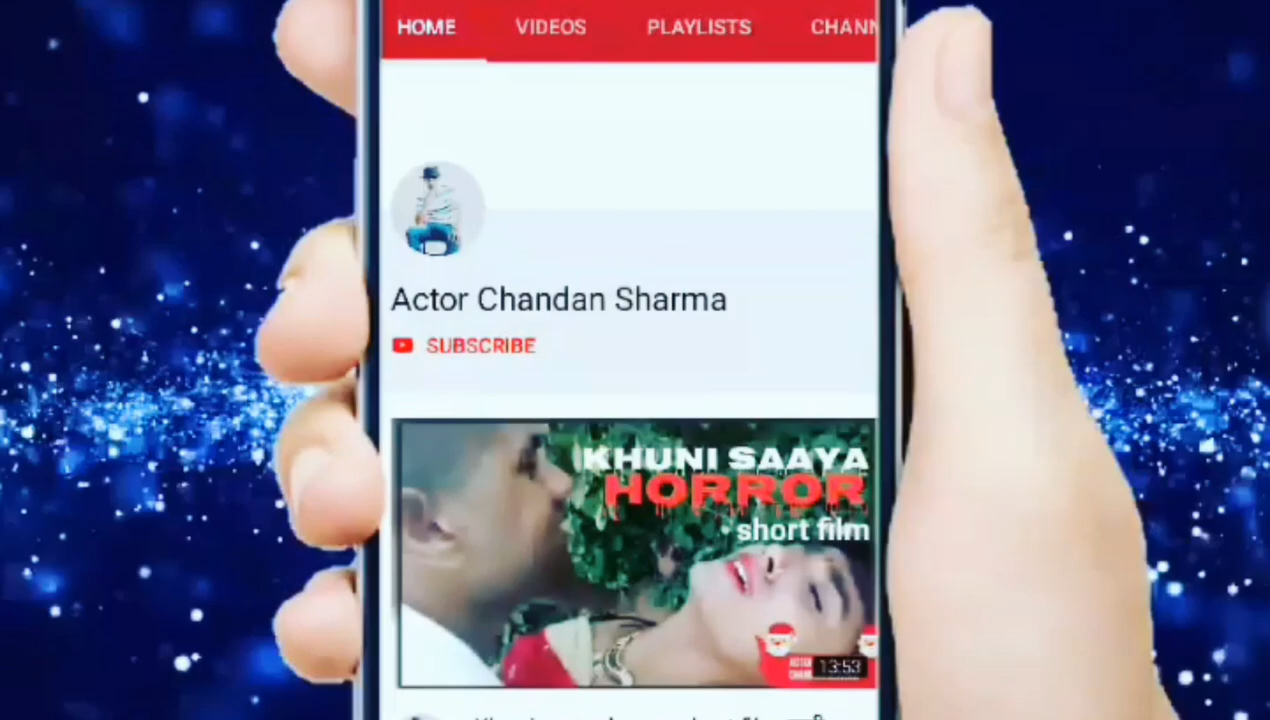 HOME VIDEOS PLAYLISTS CHANN
Actor Chandan Sharma
SUBSCRIBE
KHUNI SAAYA
HORROR
short film
13:53